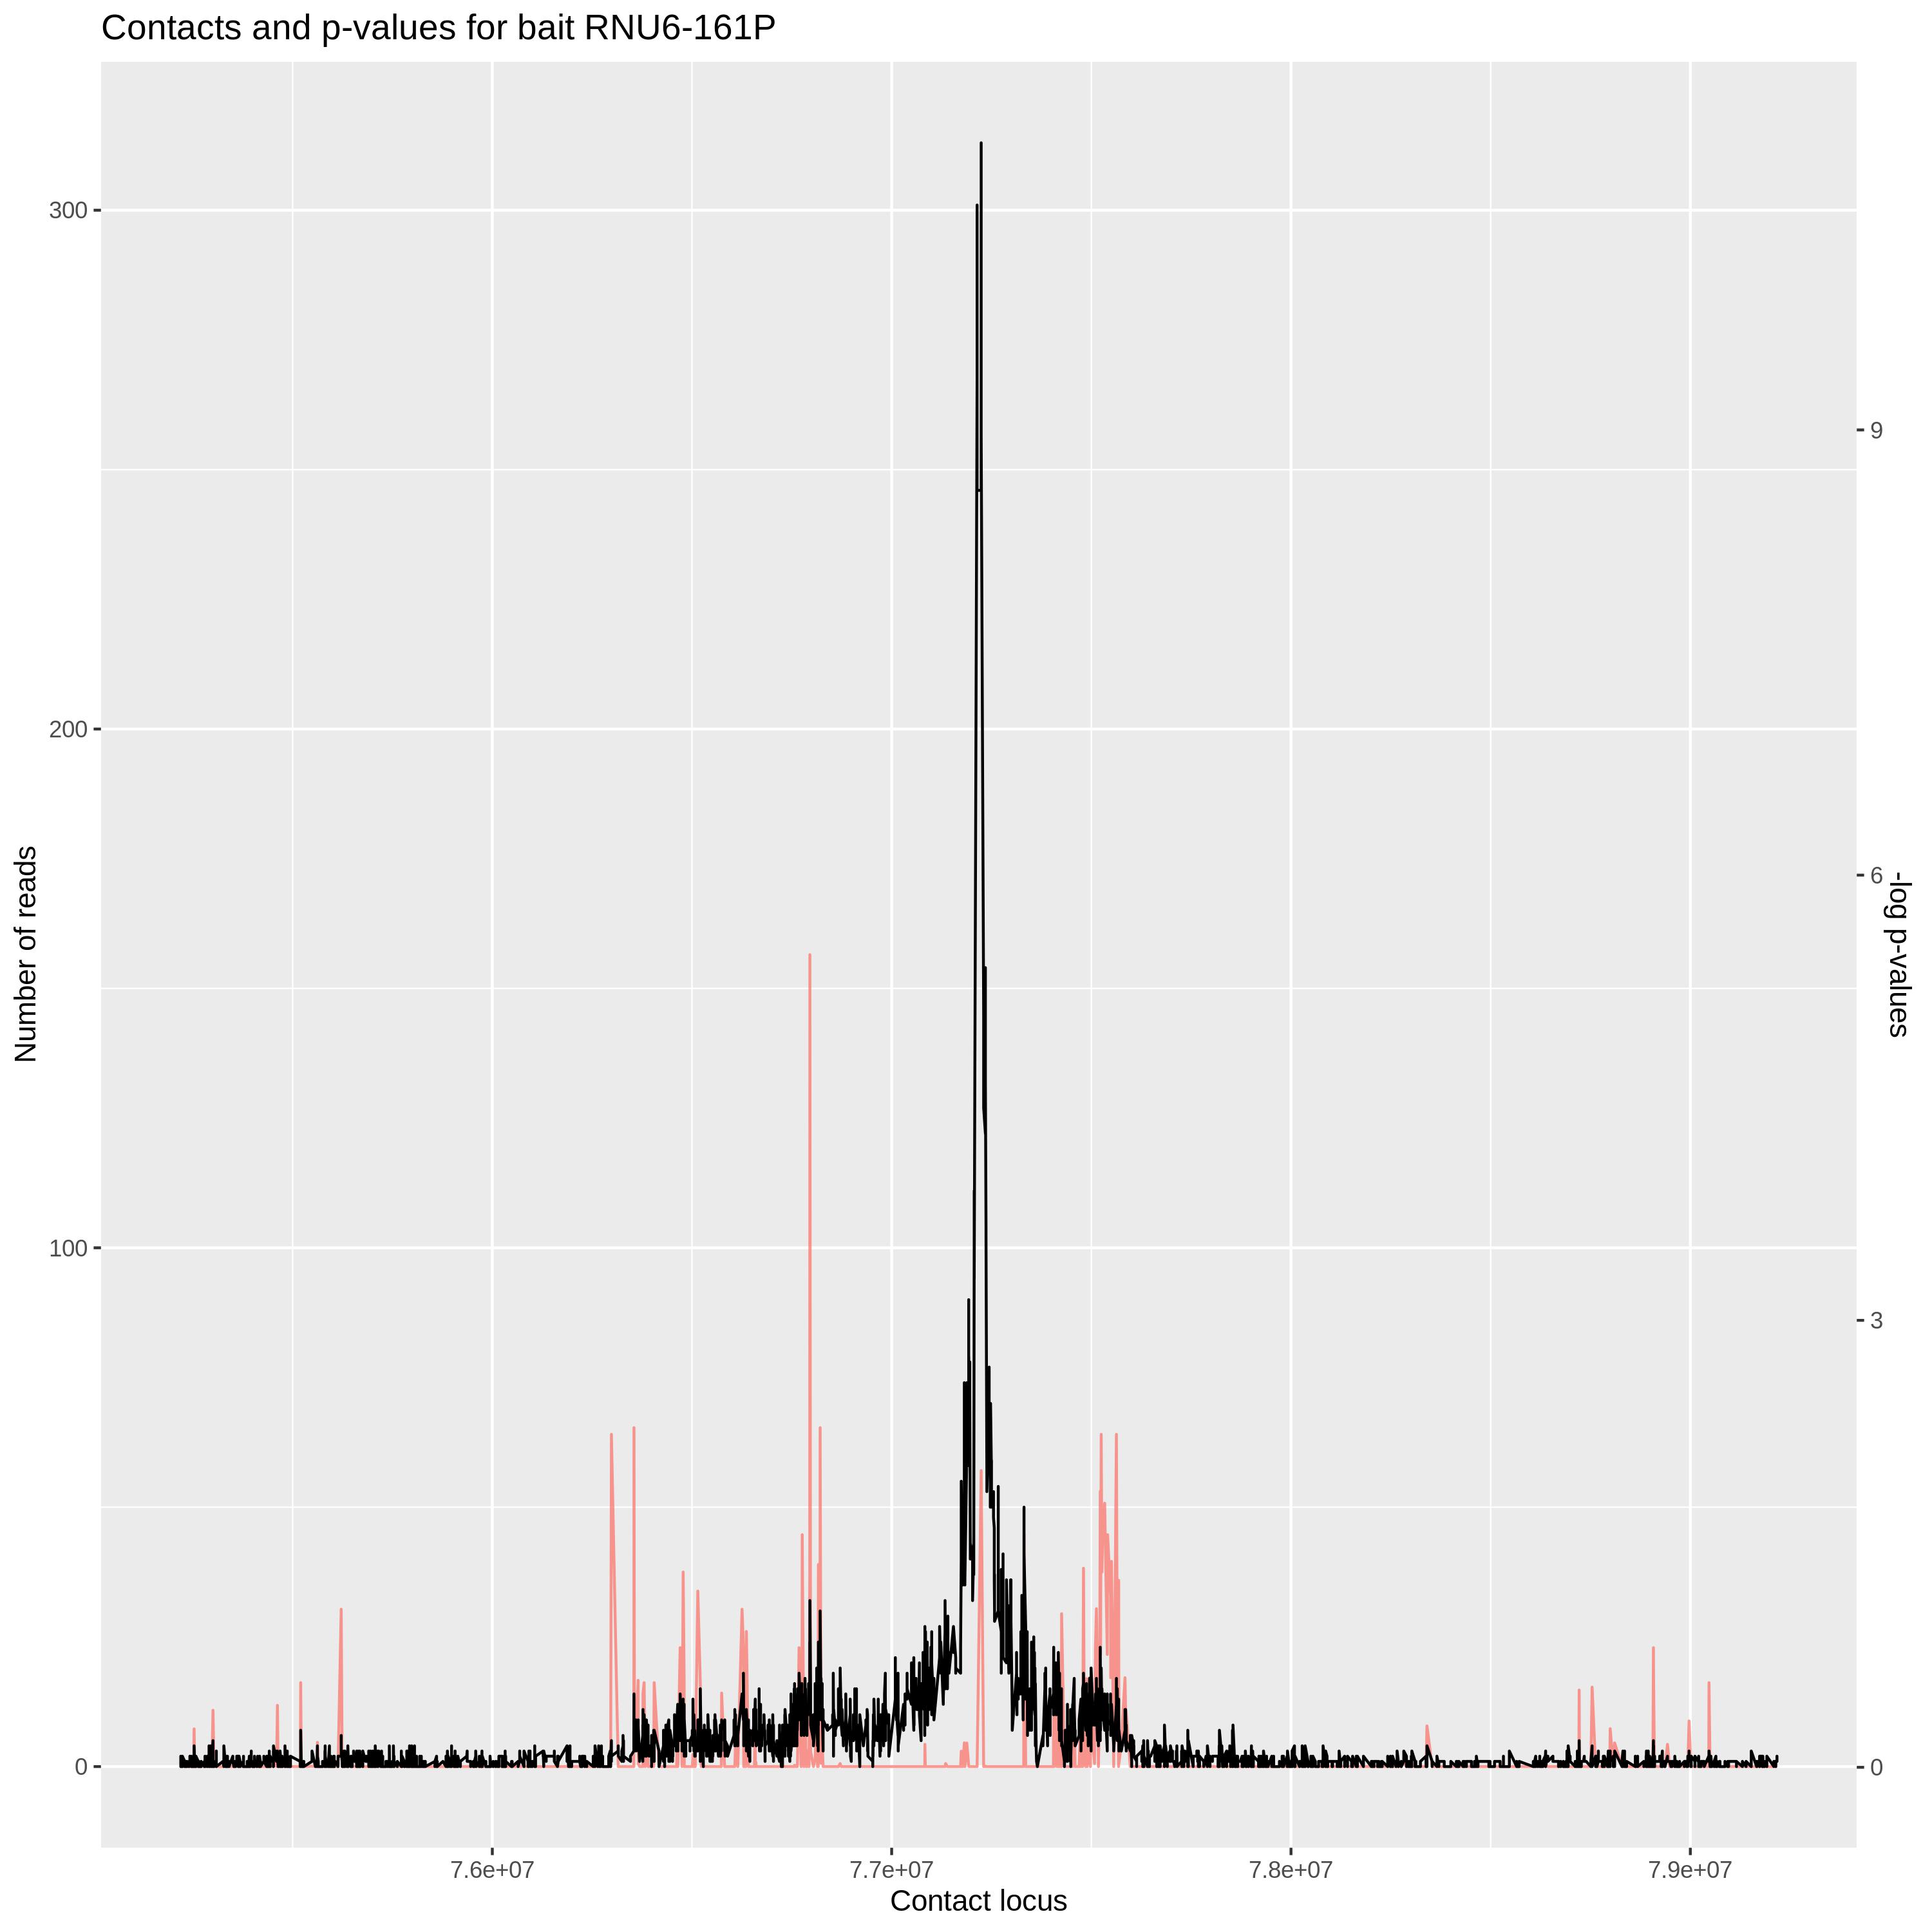 Contacts and p-values for bait RNU6-161P
300
200
100
0
Number of reads
9
6
3
0
-log p-values
7.6e+07 7.7e+07 7.8e+07 7.9e+07
Contact locus